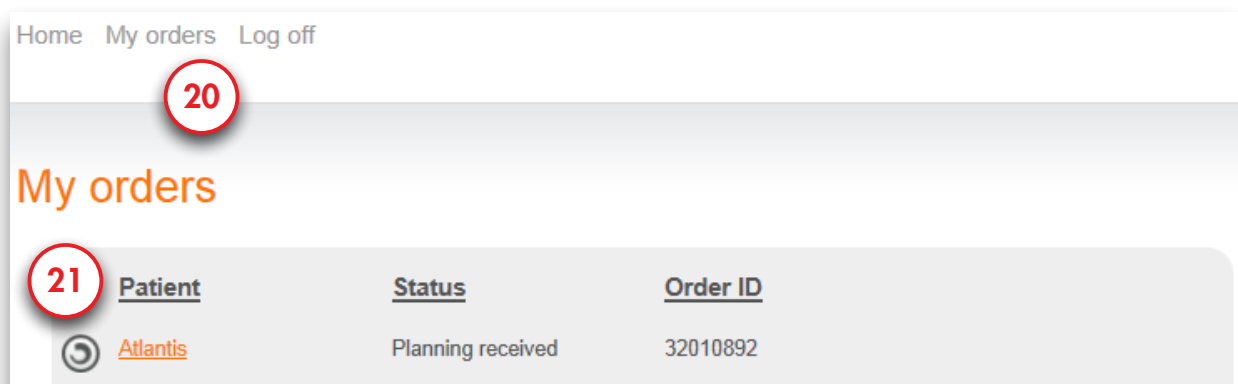 Home My orders Log off
20
My orders
21
Patient Status Order ID
Atlantis Planning received 32010892